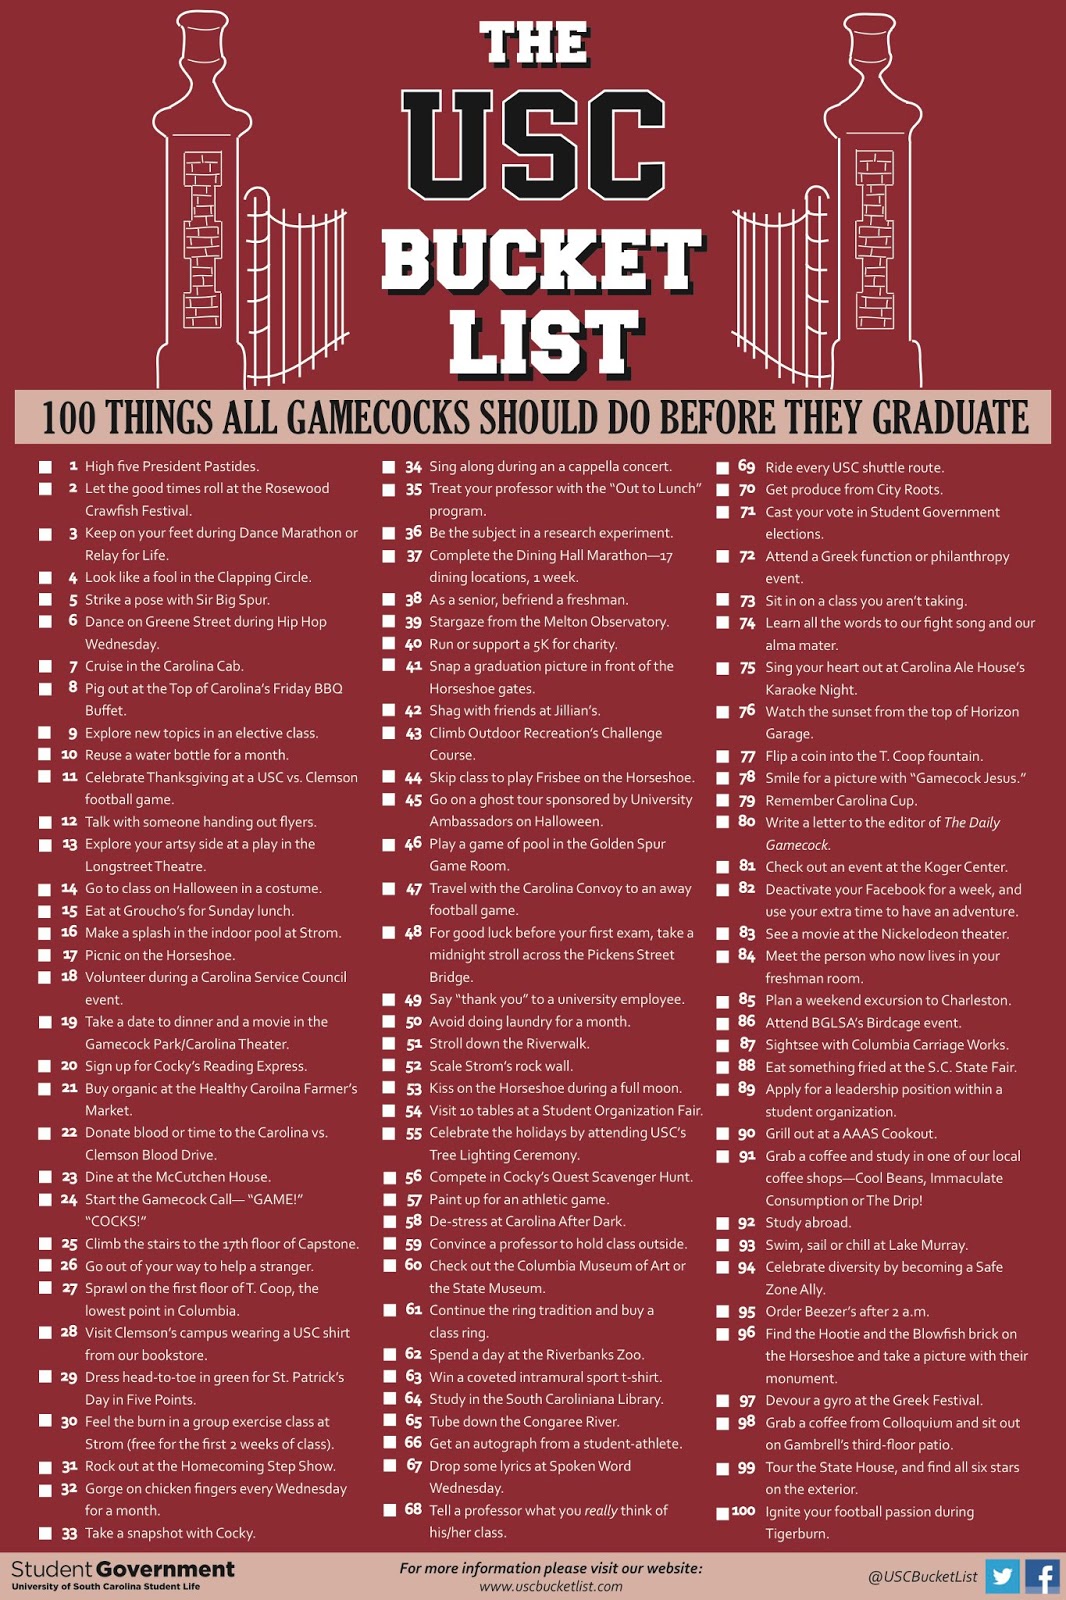 THE
USC
BUCKET
LIST
100 THINGS ALL GAMECOCKS SHOULD DO BEFORE THEY GRADUATE
1 High five President Pastides.
2 Let the good times roll at the Rosewood
Crawfish Festival.
3 Keep on your feet during Dance Marathon or
Relay for Life.
4 Look like a fool in the Clapping Circle.
5 Strike a pose with Sir Big Spur.
6 Dance on Greene Street during Hip Hop
Wednesday.
7 Cruise in the Carolina Cab.
8 Pig out at the Top of Carolina's Friday BBQ
Buffet.
9 Explore new topics in an elective class.
10 Reuse a water bottle for a month.
11 Celebrate Thanksgiving at a USC vs. Clemson
football game.
12 Talk with someone handing out flyers.
13 Explore your artsy side at a play in the
Longstreet Theatre.
14 Go to class on Halloween in a costume.
15 Eat at Groucho's for Sunday lunch.
16 Make a splash in the indoor pool at Strom.
17 Picnic on the Horseshoe.
18 Volunteer during a Carolina Service Council
event.
19 Take a date to dinner and a movie in the
Gamecock Park/Carolina Theater.
20 Sign up for Cocky's Reading Express.
21 Buy organic at the Healthy Caroilna Farmer's
Market.
22 Donate blood or time to the Carolina vs.
Clemson Blood Drive.
23 Dine at the McCutchen House.
24 Start the Gamecock Call— "GAME!"
"COCKS!"
25 Climb the stairs to the 17th floor of Capstone.
26 Go out of your way to help a stranger.
27 Sprawl on the first floor of T. Coop, the
lowest point in Columbia.
28 Visit Clemson's campus wearing a USC shirt
from our bookstore.
29 Dress head-to-toe in green for St. Patrick's
Day in Five Points.
30 Feel the burn in a group exercise class at
Strom (free for the first 2 weeks of class).
31 Rock out at the Homecoming Step Show.
32 Gorge on chicken fingers every Wednesday
for a month.
33 Take a snapshot with Cocky.
34 Sing along during an a cappella concert.
35 Treat your professor with the "Out to Lunch"
program.
36 Be the subject in a research experiment.
37 Complete the Dining Hall Marathon—17
dining locations, 1 week.
38 As a senior, befriend a freshman.
39 Stargaze from the Melton Observatory.
40 Run or support a 5K for charity.
41 Snap a graduation picture in front of the
Horseshoe gates.
42 Shag with friends at Jillian's.
43 Climb Outdoor Recreation's Challenge
Course.
44 Skip class to play Frisbee on the Horseshoe.
45 Go on a ghost tour sponsored by University
Ambassadors on Halloween.
46 Play a game of pool in the Golden Spur
Game Room.
47 Travel with the Carolina Convoy to an away
football game.
48 For good luck before your first exam, take a
midnight stroll across the Pickens Street
Bridge.
49 Say "thank you" to a university employee.
50 Avoid doing laundry for a month.
51 Stroll down the Riverwalk.
52 Scale Strom's rock wall.
53 Kiss on the Horseshoe during a full moon.
54 Visit 10 tables at a Student Organization Fair.
55 Celebrate the holidays by attending USC's
Tree Lighting Ceremony.
56 Compete in Cocky's Quest Scavenger Hunt.
57 Paint up for an athletic game.
58 De-stress at Carolina After Dark.
59 Convince a professor to hold class outside.
60 Check out the Columbia Museum of Art or
the State Museum.
61 Continue the ring tradition and buy a
class ring.
62 Spend a day at the Riverbanks Zoo.
63 Win a coveted intramural sport t-shirt.
64 Study in the South Caroliniana Library.
65 Tube down the Congaree River.
66 Get an autograph from a student-athlete.
67 Drop some lyrics at Spoken Word
Wednesday.
68 Tell a professor what you really think of
his/her class.
69 Ride every USC shuttle route.
70 Get produce from City Roots.
71 Cast your vote in Student Government
elections.
72 Attend a Greek function or philanthropy
event.
73 Sit in on a class you aren't taking.
74 Learn all the words to our fight song and our
alma mater.
75 Sing your heart out at Carolina Ale House's
Karaoke Night.
76 Watch the sunset from the top of Horizon
Garage.
77 Flip a coin into the T. Coop fountain.
78 Smile for a picture with "Gamecock Jesus."
79 Remember Carolina Cup.
80 Write a letter to the editor of The Daily
Gamecock.
81 Check out an event at the Koger Center.
82 Deactivate your Facebook for a week, and
use your extra time to have an adventure.
83 See a movie at the Nickelodeon theater.
84 Meet the person who now lives in your
freshman room.
85 Plan a weekend excursion to Charleston.
86 Attend BGLSA's Birdcage event.
87 Sightsee with Columbia Carriage Works.
88 Eat something fried at the S.C. State Fair.
89 Apply for a leadership position within a
student organization.
90 Grill out at a AAAS Cookout.
91 Grab a coffee and study in one of our local
coffee shops—Cool Beans, Immaculate
Consumption or The Drip!
92 Study abroad.
93 Swim, sail or chill at Lake Murray.
94 Celebrate diversity by becoming a Safe
Zone Ally.
95 Order Beezer's after 2 a.m.
96 Find the Hootie and the Blowfish brick on
the Horseshoe and take a picture with their
monument.
97 Devour a gyro at the Greek Festival.
98 Grab a coffee from Colloquium and sit out
on Gambrell's third-floor patio.
99 Tour the State House, and find all six stars
on the exterior.
100 Ignite your football passion during
Tigerburn.
Student Government
University of South Carolina Student Life
For more information please visit our website:
www.uscbucketlist.com
@USCBucketList